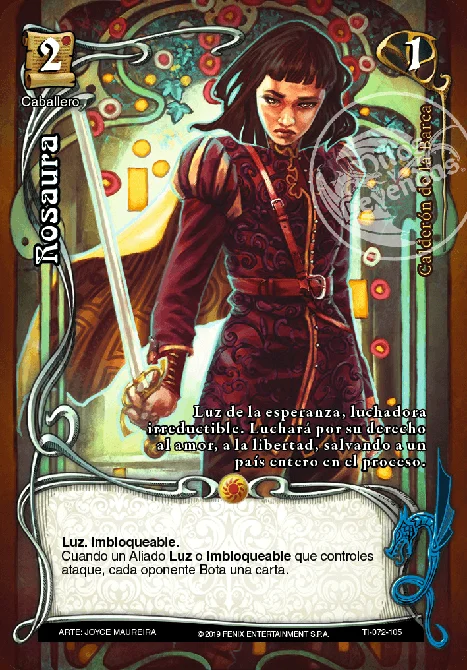 2
1
Caballero
Rosaura
Calderón de la Barca
Mitos y Leyendas
Luz de la esperanza, luchadora
irreductible. Luchará por su derecho
al amor, a la libertad, salvando a un
país entero en el proceso.
Luz. Imbloqueable.
Cuando un Aliado Luz o Imbloqueable que controles
ataque, cada oponente Bota una carta.
ARTE: JOYCE MAUREIRA
© 2019 FENIX ENTERTAINMENT S.P.A.
TI-072-105